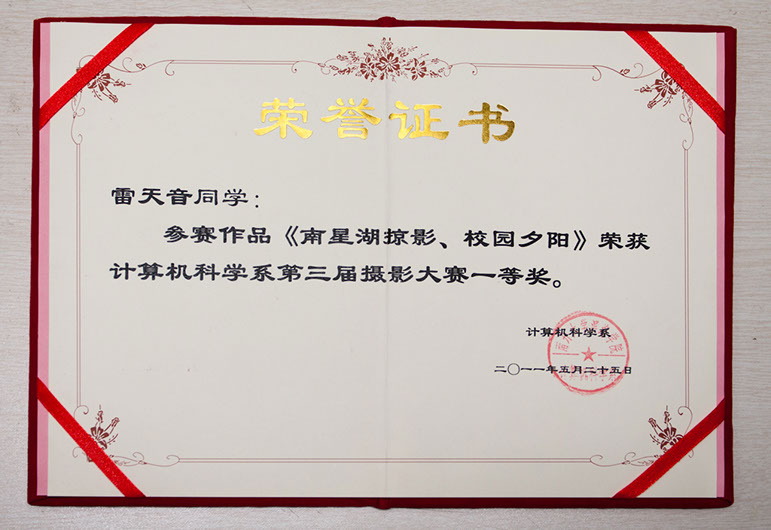 荣誉证书
雷天音同学：
参赛作品《南星湖掠影、校园夕阳》荣获
计算机科学系第三届摄影大赛一等奖。
计算机科学系
二〇一一年五月二十五日